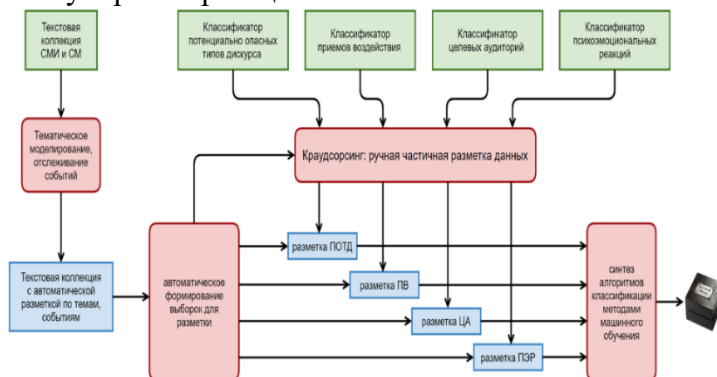 Текстовая
коллекция
СМИ и СМ
Классификатор
потенциально опасных
типов дискурса
Классификатор
приемов воздействия
Классификатор
целевых аудиторий
Классификатор
психоэмоциональных
реакций
Тематическое
моделирование,
отслеживание
событий
Краудсорсинг: ручная частичная разметка данных
Текстовая коллекция
с автоматической
разметкой по темам,
событиям
автоматическое
формирование
выборок для
разметки
разметка ПОТД
разметка ПВ
разметка ЦА
разметка ПЭР
синтез
алгоритмов
классификации
методами
машинного
обучения